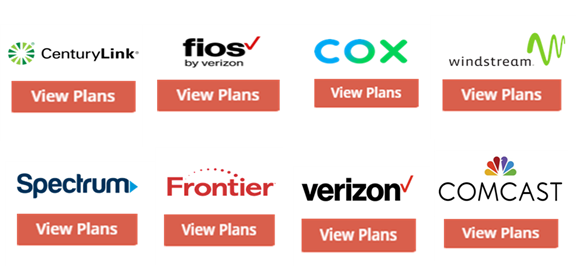 CenturyLink®
fios
by verizon
COX
windstream.
View Plans
View Plans
View Plans
View Plans
Spectrum
Frontier
verizon
COMCAST
View Plans
View Plans
View Plans
View Plans